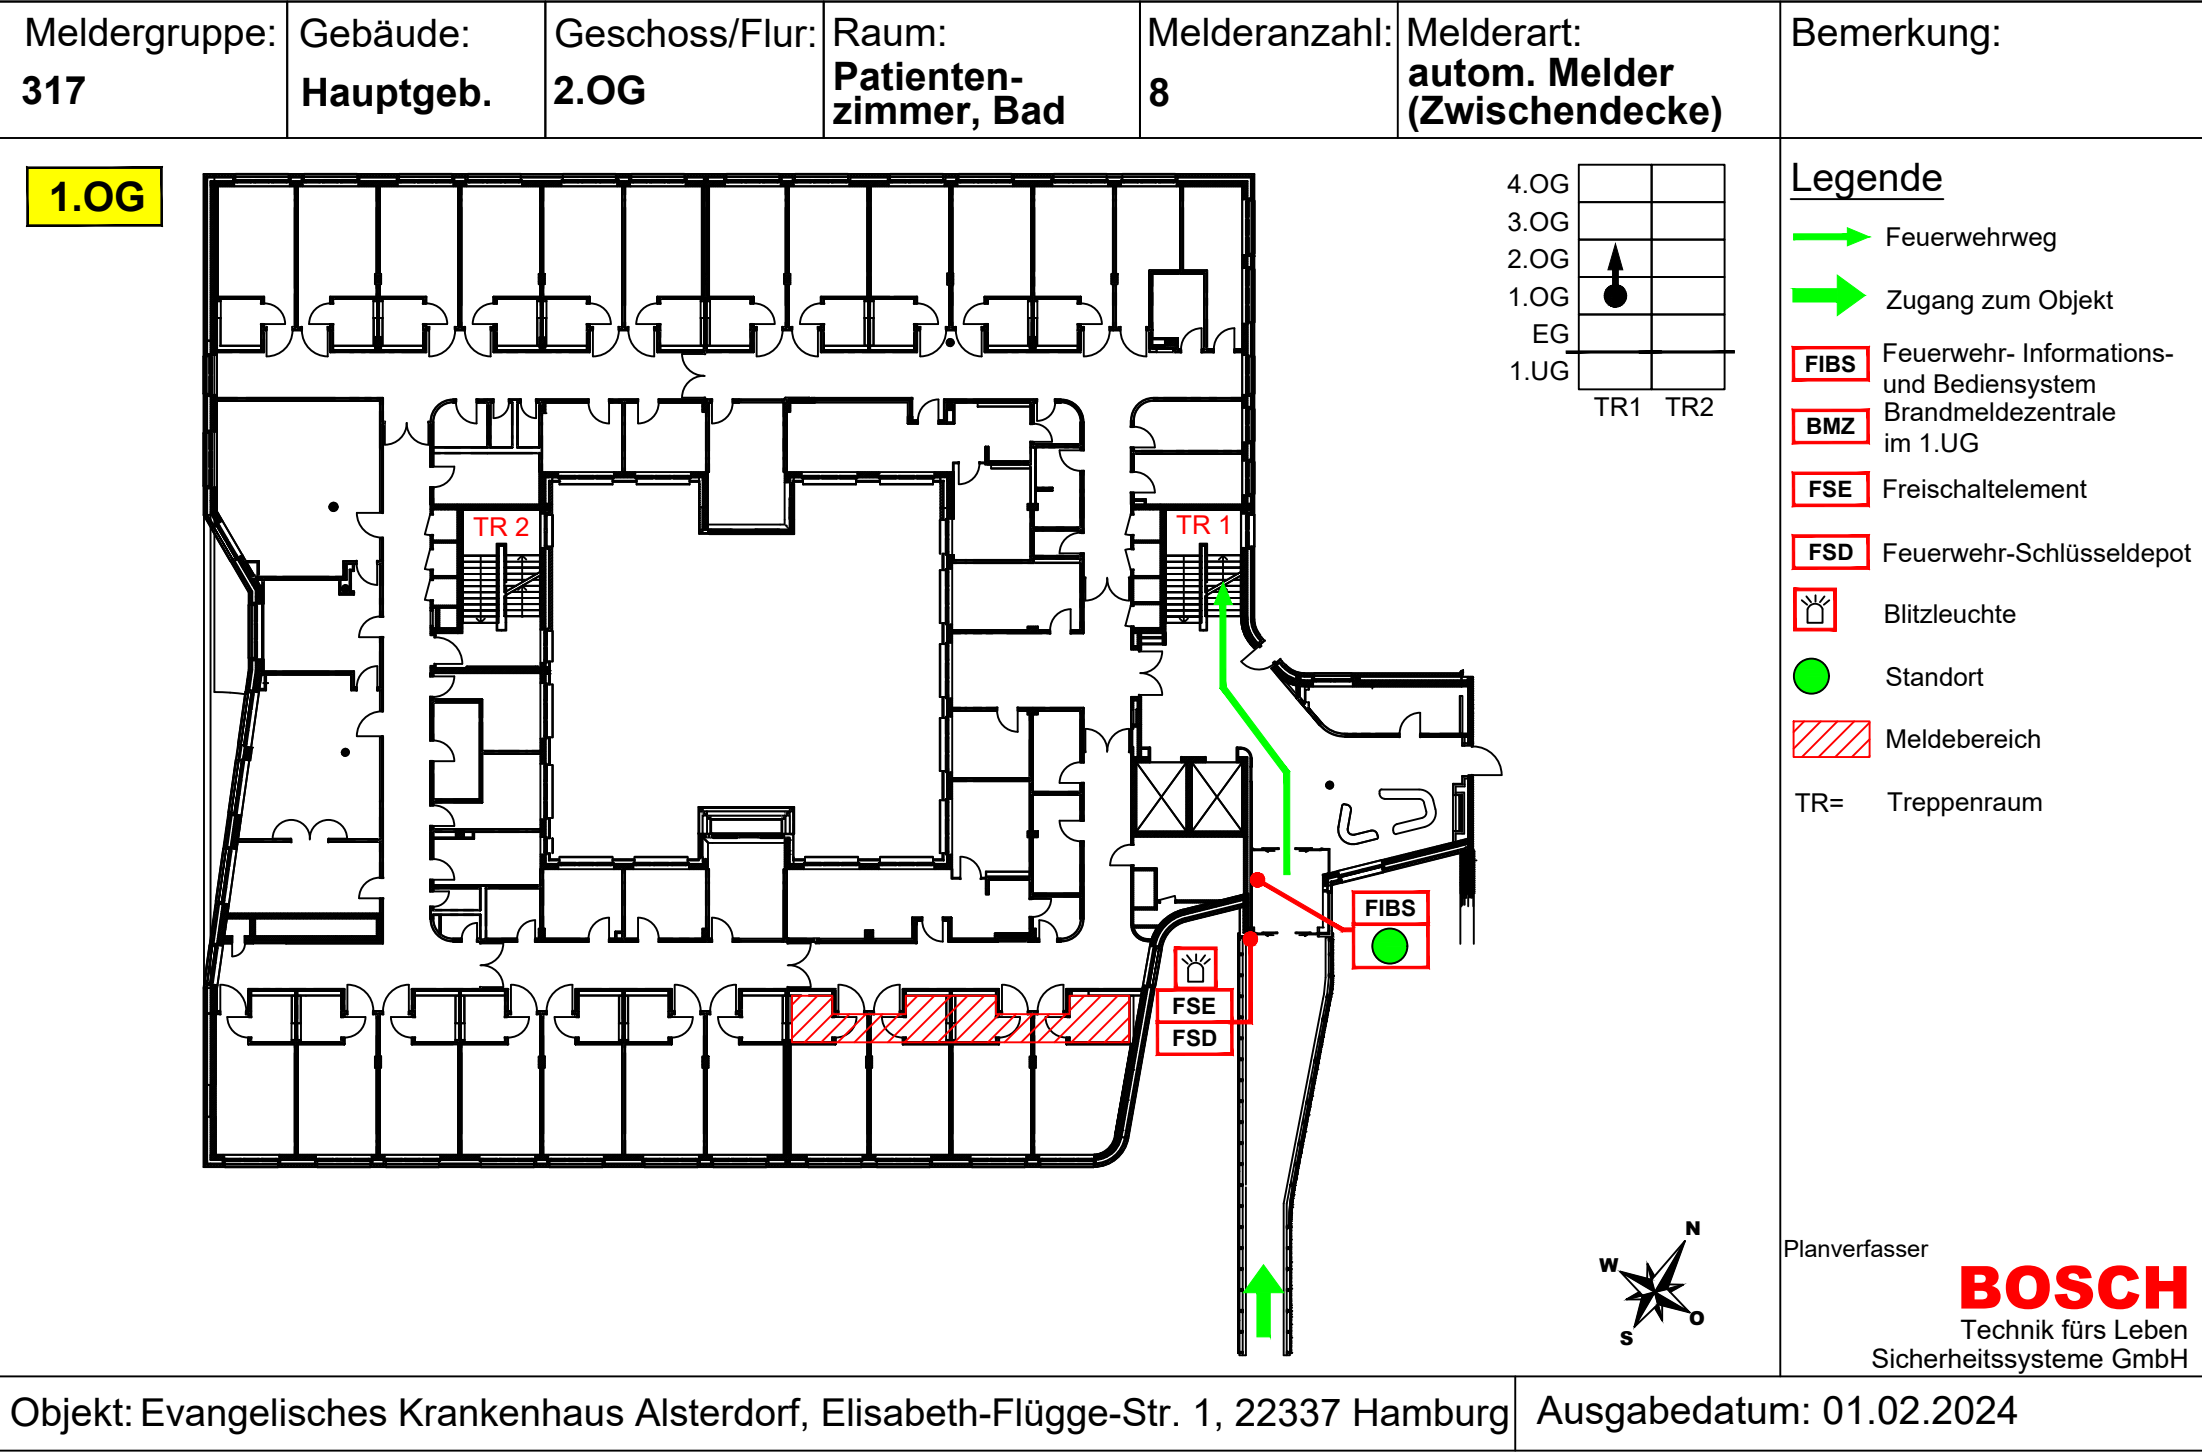 Meldergruppe:
317
Gebäude:
Hauptgeb.
Geschoss/Flur:
2.OG
Raum:
Patienten-
zimmer, Bad
Melderanzahl:
8
Melderart:
autom. Melder
(Zwischendecke)
Bemerkung:
1.OG
4.OG
3.OG
2.OG
1.OG
EG
1.UG
TR1 TR2
TR 2
TR 1
FIBS
FSE
FSD
Legende
Feuerwehrweg
Zugang zum Objekt
FIBS Feuerwehr- Informations-
und Bediensystem
BMZ Brandmeldezentrale
im 1.UG
FSE Freischaltelement
FSD Feuerwehr-Schlüsseldepot
Blitzleuchte
Standort
Meldebereich
TR= Treppenraum
N
W
O
S
Planverfasser
BOSCH
Technik fürs Leben
Sicherheitssysteme GmbH
Objekt: Evangelisches Krankenhaus Alsterdorf, Elisabeth-Flügge-Str. 1, 22337 Hamburg
Ausgabedatum: 01.02.2024